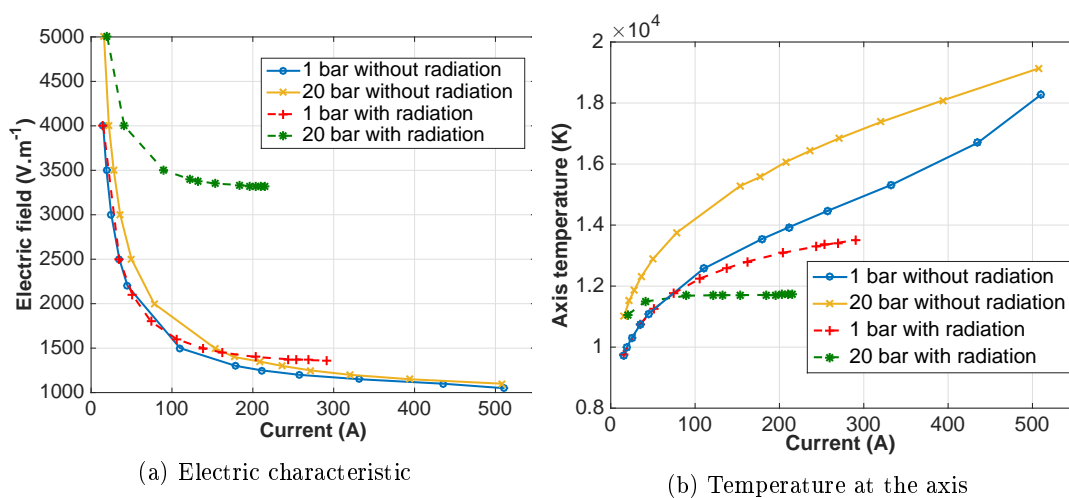 5000
4500
4000
3500
3000
2500
2000
1500
1000
0
100
200
300
400
500
Electric field (V.m⁻¹)
Current (A)
1 bar without radiation
20 bar without radiation
1 bar with radiation
20 bar with radiation
(a) Electric characteristic
×10⁴
2
1.8
1.6
1.4
1.2
1
0.8
0
100
200
300
400
500
Axis temperature (K)
Current (A)
1 bar without radiation
20 bar without radiation
1 bar with radiation
20 bar with radiation
(b) Temperature at the axis